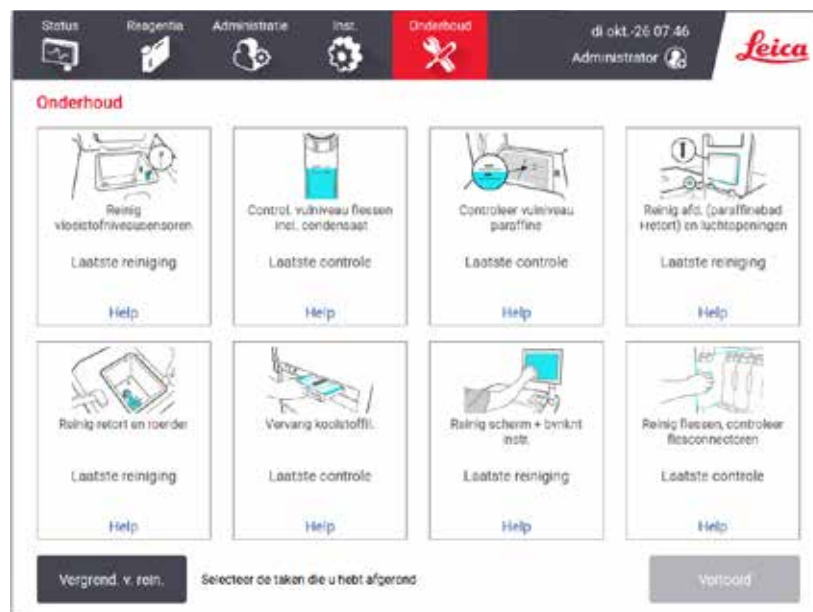 Status
Reagentia
Administratie
Inst.
Onderhoud
di okt.-26 07:46
Administrator
Leica
Onderhoud
Reinig
vloeistofniveausensoren
Laatste reiniging
Help
Control. vulniveau flessen
incl. condensaat
Laatste controle
Help
Controleer vulniveau
paraffine
Laatste controle
Help
Reinig afd. (paraffinebad
+retort) en luchtopeningen
Laatste reiniging
Help
Reinig retort en roerder
Laatste reiniging
Help
Vervang koolstoffil.
Laatste controle
Help
Reinig scherm + bvnknt
instr.
Laatste reiniging
Help
Reinig flessen, controleer
flesconnectoren
Laatste controle
Help
Vergrend. v. rein.
Selecteer de taken die u hebt afgerond
Voltooid